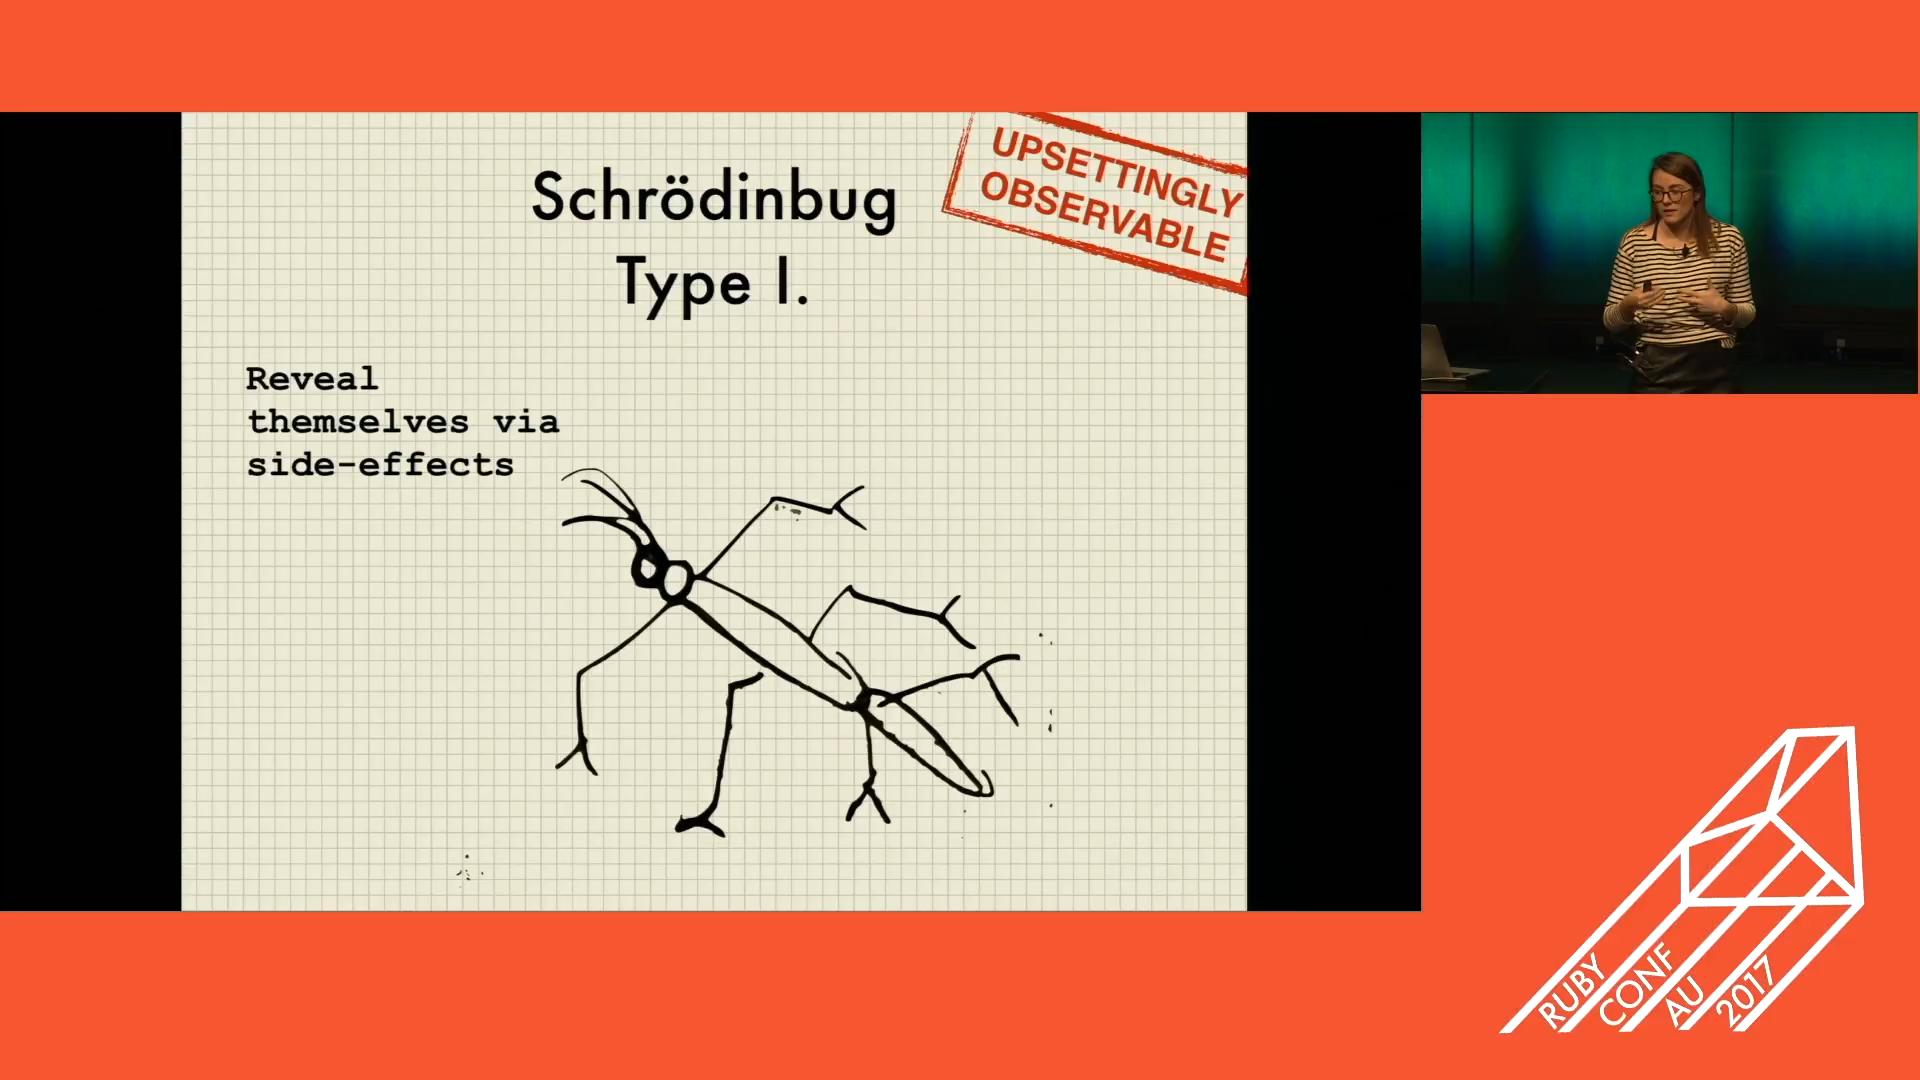 Schrödinbug
Type I.
UPSETTINGLY
OBSERVABLE
Reveal
themselves via
side-effects
RUBY
CONF
AU
2017